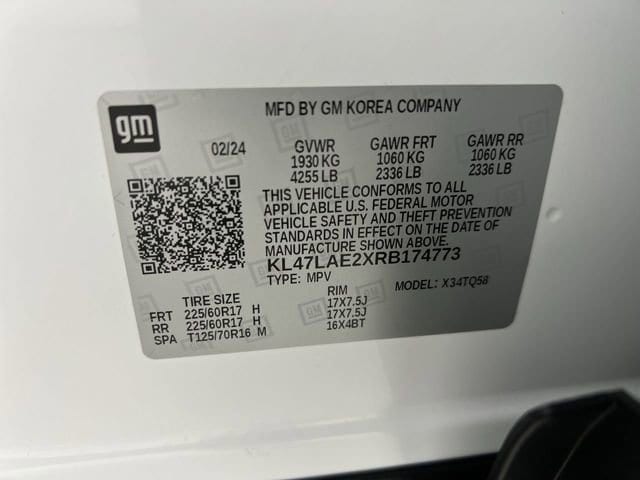 MFD BY GM KOREA COMPANY
gm
02/24 GVWR GAWR FRT GAWR RR
1930 KG 1060 KG 1060 KG
4255 LB 2336 LB 2336 LB
THIS VEHICLE CONFORMS TO ALL
APPLICABLE U.S. FEDERAL MOTOR
VEHICLE SAFETY AND THEFT PREVENTION
STANDARDS IN EFFECT ON THE DATE OF
MANUFACTURE SHOWN ABOVE.
KL47LAE2XRB174773
TYPE: MPV MODEL: X34TQ58
TIRE SIZE RIM
FRT 225/60R17 H 17X7.5J
RR 225/60R17 H 17X7.5J
SPA T125/70R16 M 16X4BT